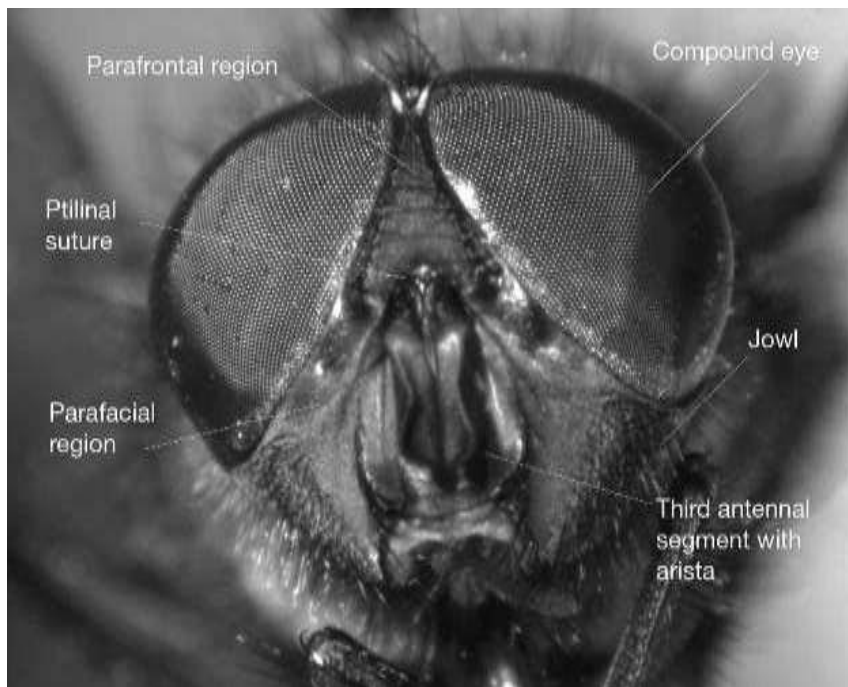 Parafrontal region
Compound eye
Ptilinal
suture
Jowl
Parafacial
region
Third antennal
segment with
arista